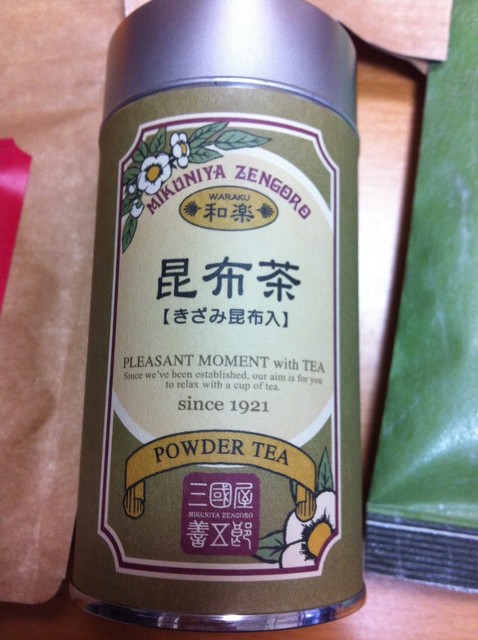 MIKUNIYA ZENGORO
WARAKU
和楽
昆布茶
【きざみ昆布入】
PLEASANT MOMENT with TEA
Since we've been established, our aim is for you
to relax with a cup of tea.
since 1921
POWDER TEA
三國屋
MIKUNIYA ZENGORO
善五郎